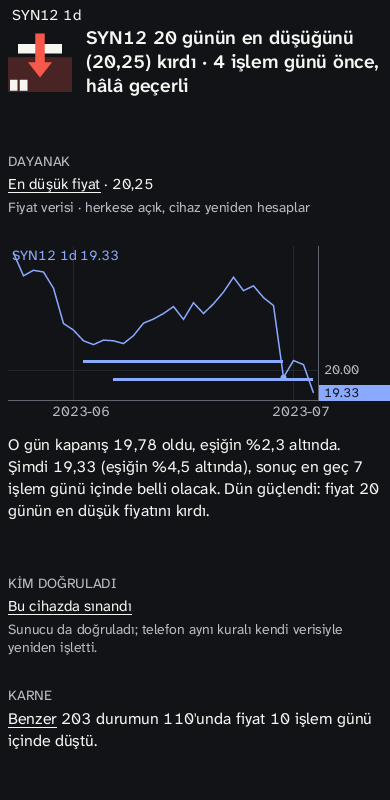 SYN12 1d
SYN12 20 günün en düşüğünü
(20,25) kırdı · 4 işlem günü önce,
hâlâ geçerli
DAYANAK
En düşük fiyat · 20,25
Fiyat verisi · herkese açık, cihaz yeniden hesaplar
SYN12 1d 19.33
20.00
19.33
2023-06
2023-07
O gün kapanış 19,78 oldu, eşiğin %2,3 altında.
Şimdi 19,33 (eşiğin %4,5 altında), sonuç en geç 7
işlem günü içinde belli olacak. Dün güçlendi: fiyat 20
günün en düşük fiyatını kırdı.
KİM DOĞRULADI
Bu cihazda sınandı
Sunucu da doğruladı; telefon aynı kuralı kendi verisiyle
yeniden işletti.
KARNE
Benzer 203 durumun 110'unda fiyat 10 işlem günü
içinde düştü.